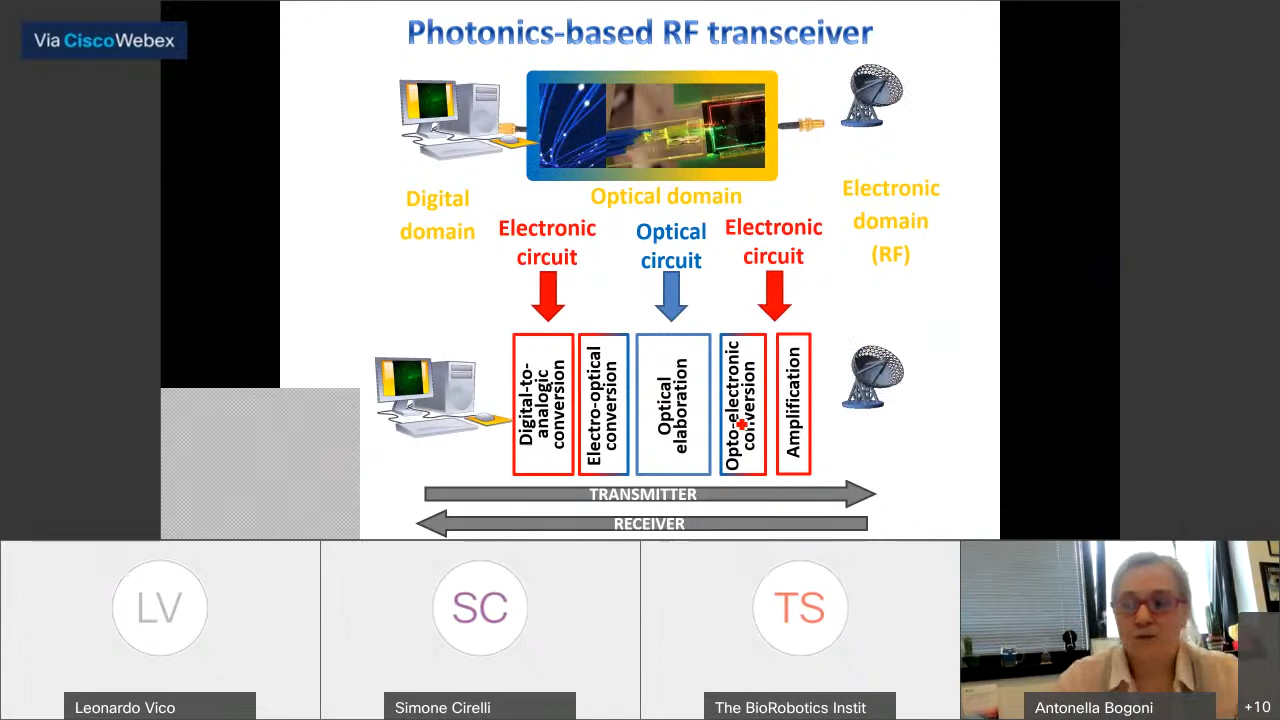 Via Cisco Webex
Photonics-based RF transceiver
Digital
domain
Optical domain
Electronic
domain
(RF)
Electronic
circuit
Optical
circuit
Electronic
circuit
Digital-to-
analogic
conversion
Electro-optical
conversion
Optical
elaboration
Opto-electronic
conversion
Amplification
TRANSMITTER
RECEIVER
LV
Leonardo Vico
SC
Simone Cirelli
TS
The BioRobotics Instit
Antonella Bogoni
+10